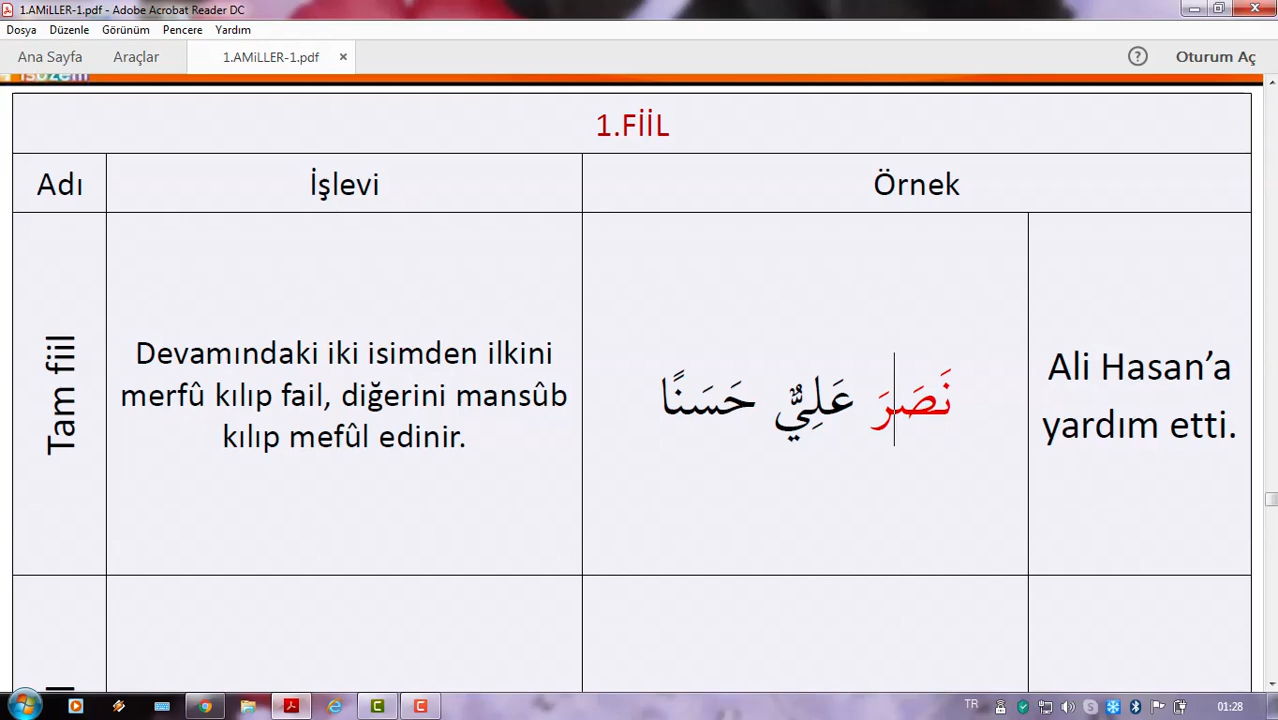 1.AMiLLER-1.pdf - Adobe Acrobat Reader DC
Dosya Düzenle Görünüm Pencere Yardım
Ana Sayfa Araçlar 1.AMiLLER-1.pdf Oturum Aç
1.FİİL
Adı İşlevi Örnek
Tam fiil
Devamındaki iki isimden ilkini
merfû kılıp fail, diğerini mansûb
kılıp mefûl edinir.
نَصَرَ عَلِيٌّ حَسَنًا
Ali Hasan’a
yardım etti.
TR 01:28